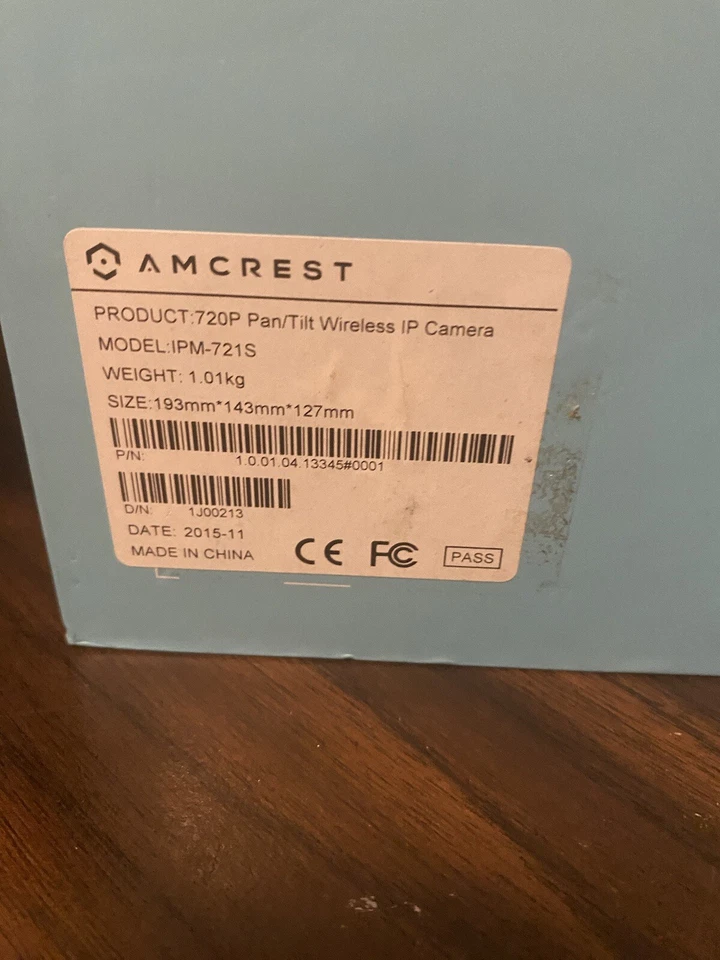 AMCREST
PRODUCT:720P Pan/Tilt Wireless IP Camera
MODEL:IPM-721S
WEIGHT: 1.01kg
SIZE:193mm*143mm*127mm
P/N: 1.0.01.04.13345#0001
D/N: 1J00213
DATE: 2015-11
MADE IN CHINA CE FC PASS